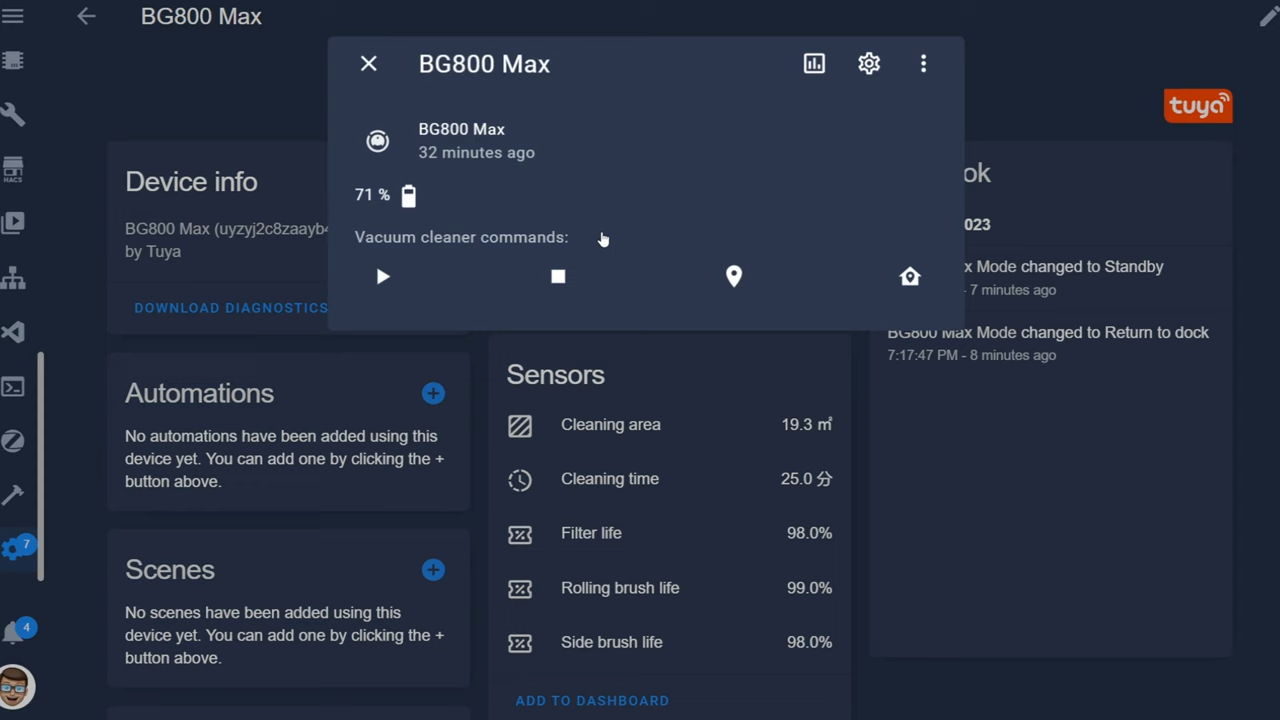 BG800 Max
BG800 Max
BG800 Max
32 minutes ago
71 %
Vacuum cleaner commands:
tuya
HACS
Device info
BG800 Max (uyzyj2c8zaayb
by Tuya
DOWNLOAD DIAGNOSTICS
Automations
No automations have been added using this
device yet. You can add one by clicking the +
button above.
Scenes
No scenes have been added using this
device yet. You can add one by clicking the +
button above.
Sensors
Cleaning area 19.3 ㎡
Cleaning time 25.0 分
Filter life 98.0%
Rolling brush life 99.0%
Side brush life 98.0%
ADD TO DASHBOARD
ok
023
x Mode changed to Standby
- 7 minutes ago
BG800 Max Mode changed to Return to dock
7:17:47 PM - 8 minutes ago
7
4